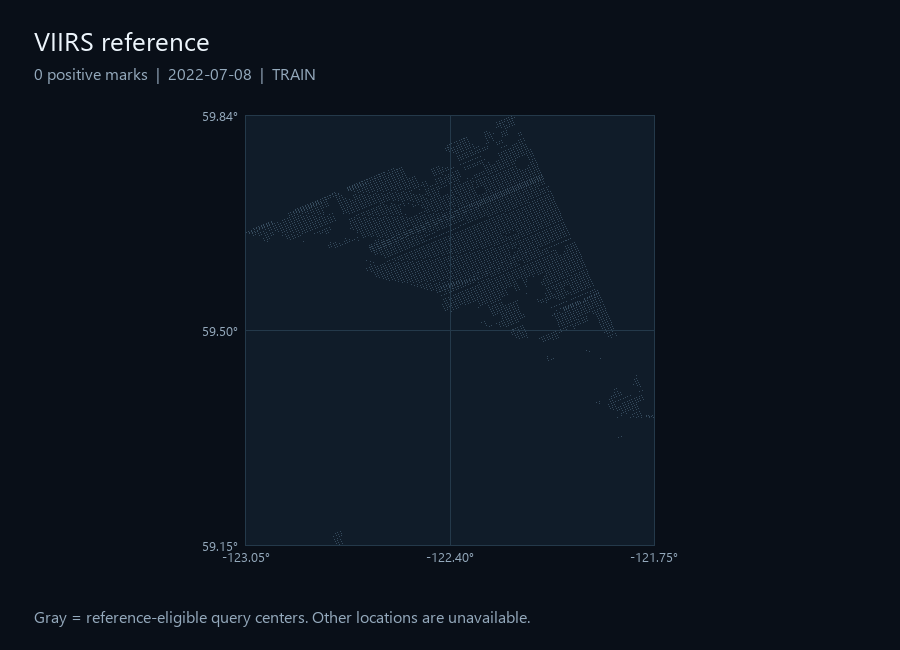 VIIRS reference
0 positive marks | 2022-07-08 | TRAIN
59.84°
59.50°
59.15°
-123.05°
-122.40°
-121.75°
Gray = reference-eligible query centers. Other locations are unavailable.